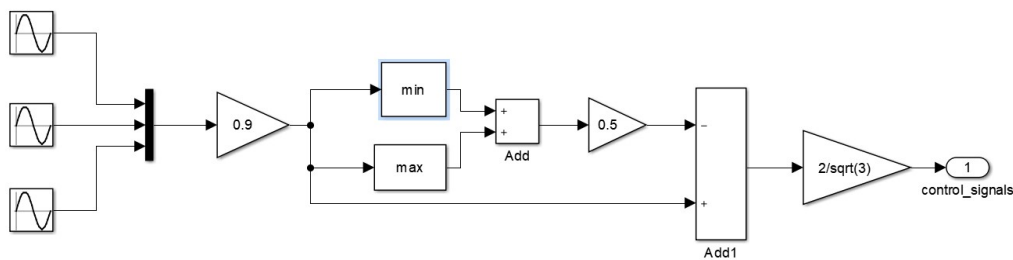 0.9
min
max
+
+
Add
0.5
−
+
Add1
2/sqrt(3)
1
control_signals